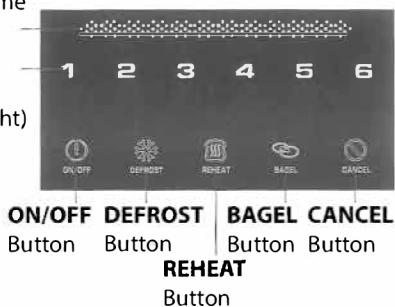 me
1 2 3 4 5 6
ht)
ON/OFF DEFROST REHEAT BAGEL CANCEL
ON/OFF DEFROST BAGEL CANCEL
Button Button Button Button
REHEAT
Button